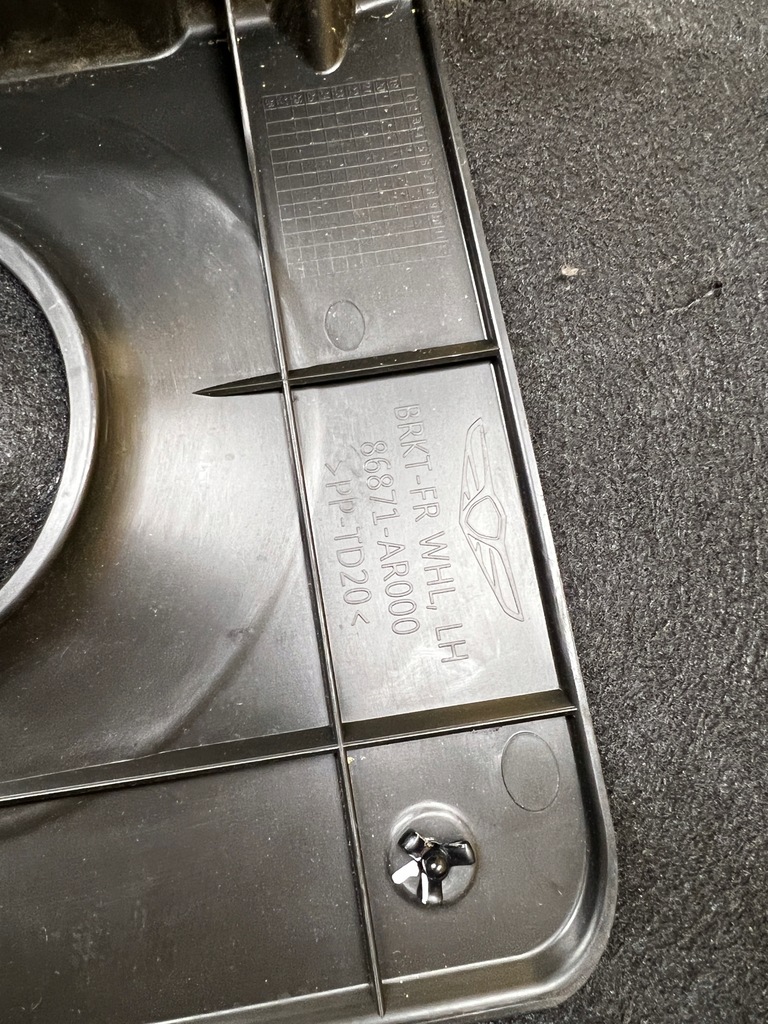 BRKT-FR WHL, LH
86871-AR000
>PP-TD20<